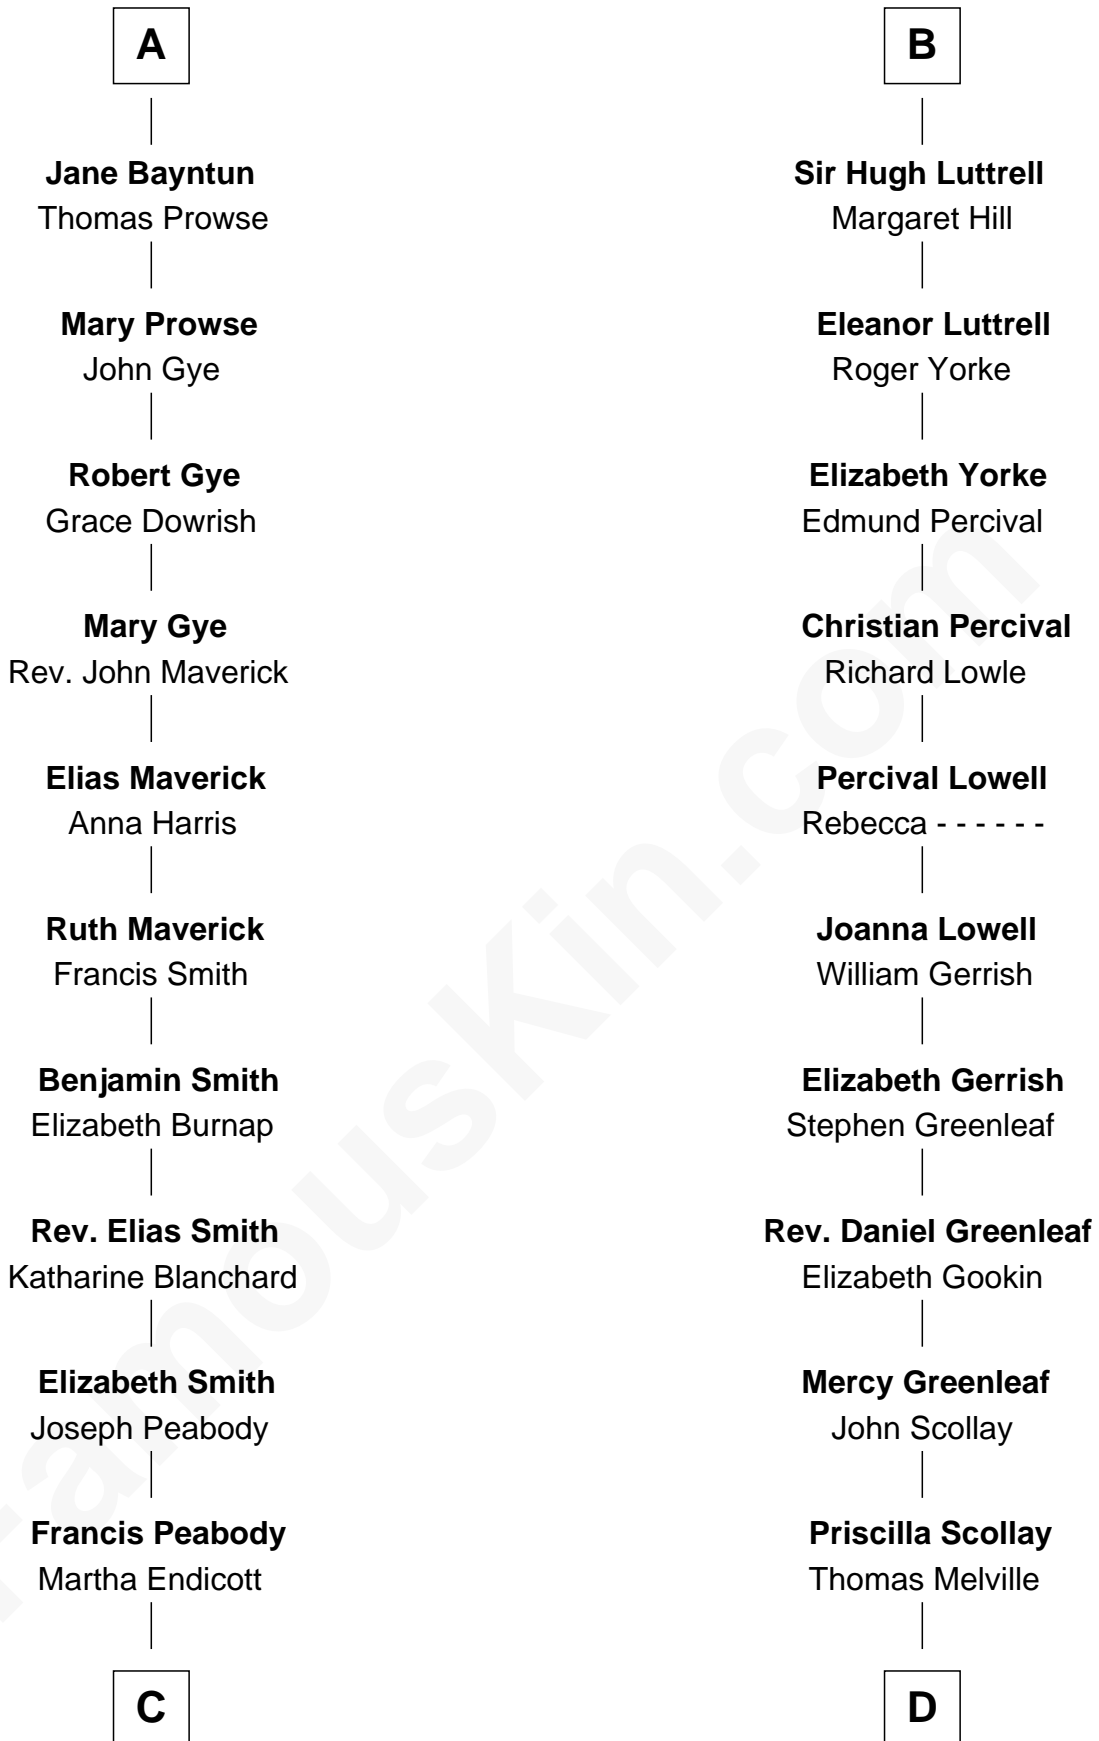 A
Jane Bayntun
Thomas Prowse
Mary Prowse
John Gye
Robert Gye
Grace Dowrish
Mary Gye
Rev. John Maverick
Elias Maverick
Anna Harris
Ruth Maverick
Francis Smith
Benjamin Smith
Elizabeth Burnap
Rev. Elias Smith
Katharine Blanchard
Elizabeth Smith
Joseph Peabody
Francis Peabody
Martha Endicott
C
B
Sir Hugh Luttrell
Margaret Hill
Eleanor Luttrell
Roger Yorke
Elizabeth Yorke
Edmund Percival
Christian Percival
Richard Lowle
Percival Lowell
Rebecca - - - - - -
Joanna Lowell
William Gerrish
Elizabeth Gerrish
Stephen Greenleaf
Rev. Daniel Greenleaf
Elizabeth Gookin
Mercy Greenleaf
John Scollay
Priscilla Scollay
Thomas Melville
D
FamousKin.com